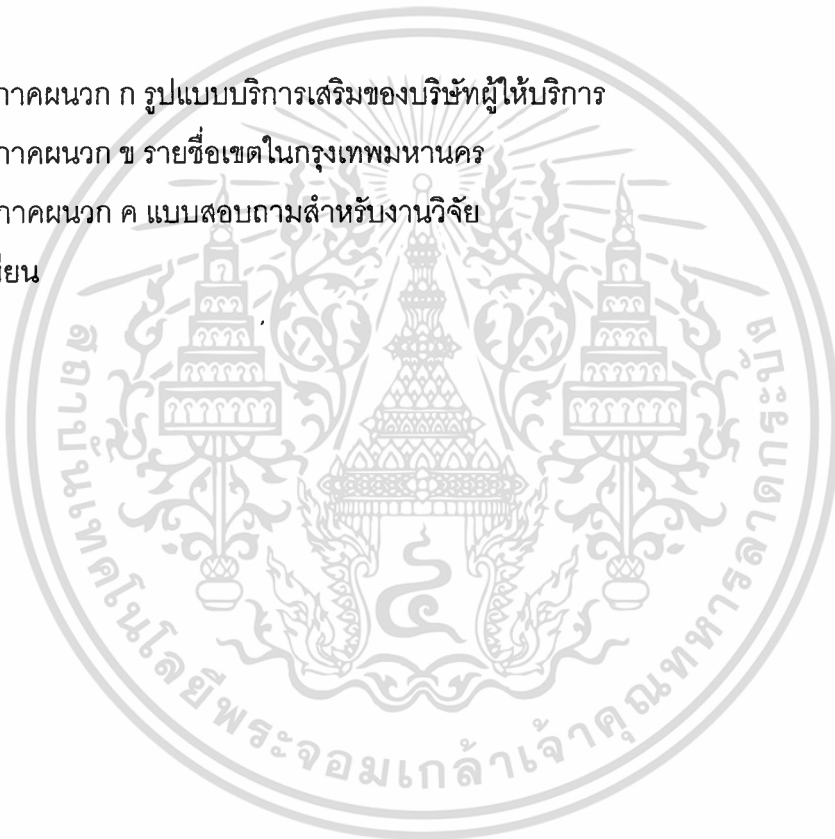 ภาคผนวก ก รูปแบบบริการเสริมของบริษัทผู้ให้บริการ
ภาคผนวก ข รายชื่อเขตในกรุงเทพมหานคร
ภาคผนวก ค แบบสอบถามสำหรับงานวิจัย
สถาบันเทคโนโลยีพระจอมเกล้าเจ้าคุณทหารลาดกระบัง